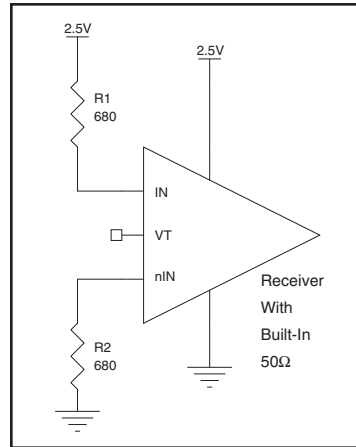 2.5V
2.5V
R1
680
IN
VT
nIN
Receiver
With
Built-In
50Ω
R2
680